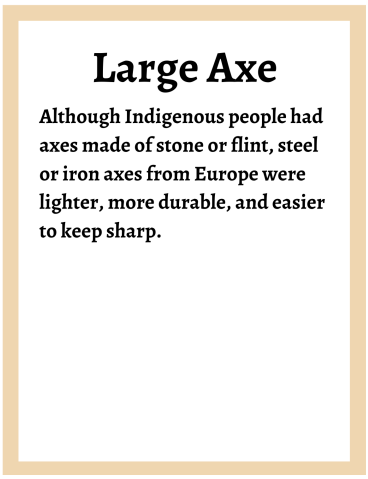 Large Axe
Although Indigenous people had
axes made of stone or flint, steel
or iron axes from Europe were
lighter, more durable, and easier
to keep sharp.